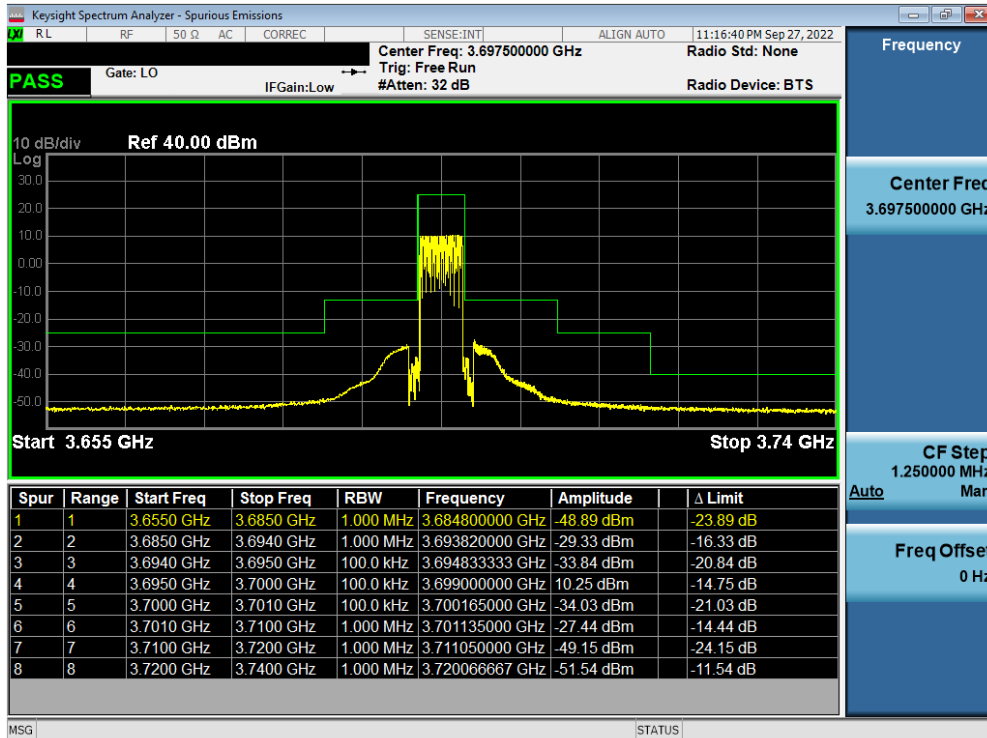 Keysight Spectrum Analyzer - Spurious Emissions
LXI RL RF 50 Ω AC CORREC SENSE:INT ALIGN AUTO 11:16:40 PM Sep 27, 2022
Center Freq: 3.697500000 GHz Radio Std: None
PASS Gate: LO Trig: Free Run
IFGain:Low #Atten: 32 dB Radio Device: BTS
10 dB/div Ref 40.00 dBm
Log
30.0
20.0
10.0
0.00
-10.0
-20.0
-30.0
-40.0
-50.0
Start 3.655 GHz Stop 3.74 GHz
Spur Range Start Freq Stop Freq RBW Frequency Amplitude Δ Limit
1 1 3.6550 GHz 3.6850 GHz 1.000 MHz 3.684800000 GHz -48.89 dBm -23.89 dB
2 2 3.6850 GHz 3.6940 GHz 1.000 MHz 3.693820000 GHz -29.33 dBm -16.33 dB
3 3 3.6940 GHz 3.6950 GHz 100.0 kHz 3.694833333 GHz -33.84 dBm -20.84 dB
4 4 3.6950 GHz 3.7000 GHz 100.0 kHz 3.699000000 GHz 10.25 dBm -14.75 dB
5 5 3.7000 GHz 3.7010 GHz 100.0 kHz 3.700165000 GHz -34.03 dBm -21.03 dB
6 6 3.7010 GHz 3.7100 GHz 1.000 MHz 3.701135000 GHz -27.44 dBm -14.44 dB
7 7 3.7100 GHz 3.7200 GHz 1.000 MHz 3.711050000 GHz -49.15 dBm -24.15 dB
8 8 3.7200 GHz 3.7400 GHz 1.000 MHz 3.720066667 GHz -51.54 dBm -11.54 dB
MSG STATUS
Frequency
Center Freq
3.697500000 GHz
CF Step
1.250000 MHz
Auto Man
Freq Offset
0 Hz